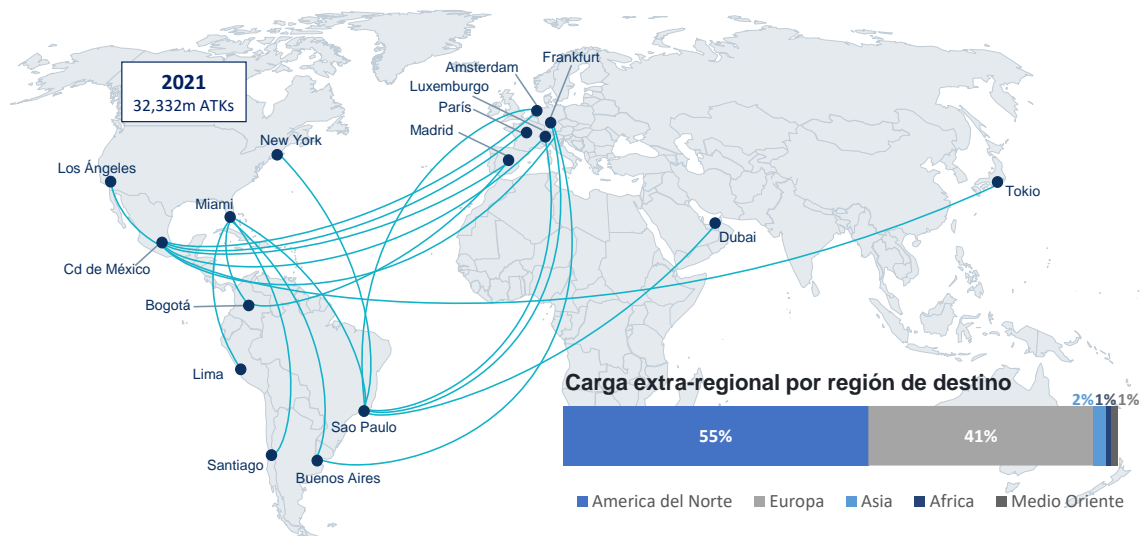 2021
32,332m ATKs
Frankfurt
Amsterdam
Luxemburgo
París
Madrid
New York
Los Ángeles
Miami
Cd de México
Bogotá
Lima
Sao Paulo
Santiago
Buenos Aires
Tokio
Dubai
Carga extra-regional por región de destino
2% 1% 1%
55% 41%
America del Norte Europa Asia Africa Medio Oriente